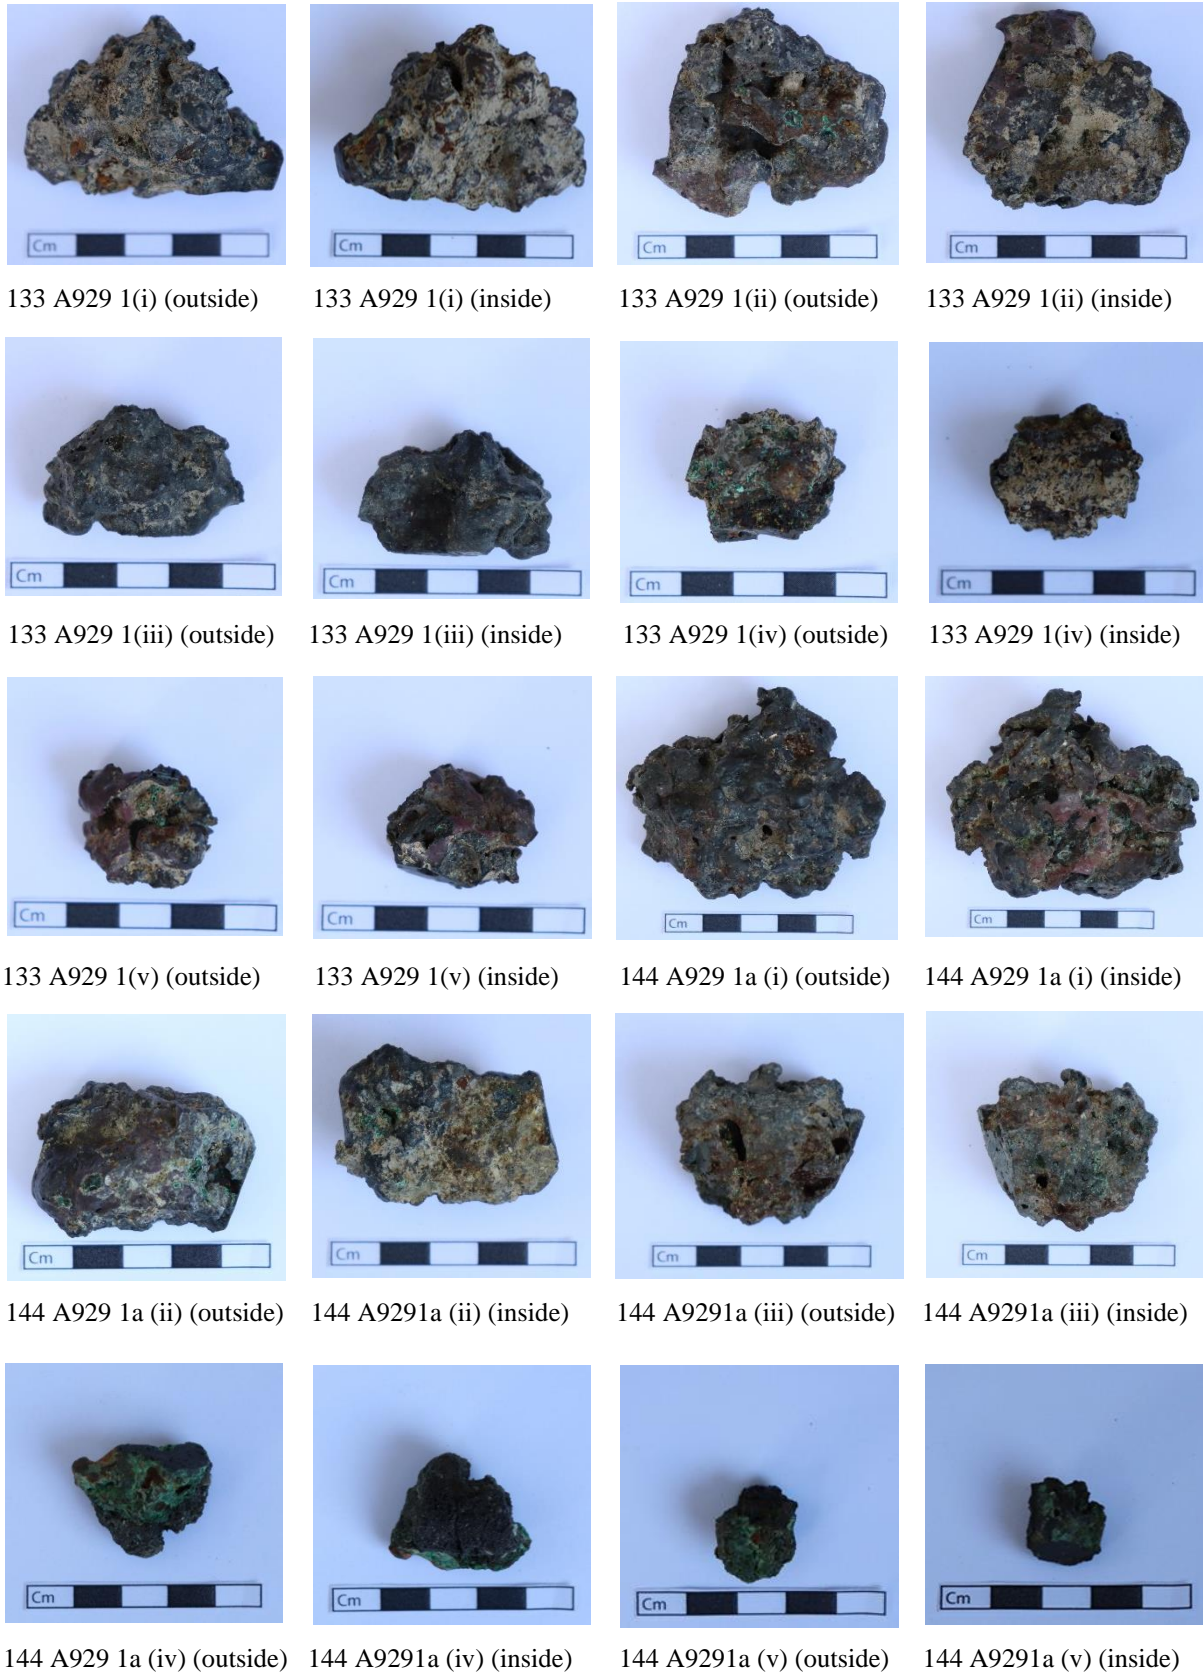 Cm Cm Cm Cm
133 A929 1(i) (outside) 133 A929 1(i) (inside) 133 A929 1(ii) (outside) 133 A929 1(ii) (inside)
Cm Cm Cm Cm
133 A929 1(iii) (outside) 133 A929 1(iii) (inside) 133 A929 1(iv) (outside) 133 A929 1(iv) (inside)
Cm Cm Cm Cm
133 A929 1(v) (outside) 133 A929 1(v) (inside) 144 A929 1a (i) (outside) 144 A929 1a (i) (inside)
Cm Cm Cm Cm
144 A929 1a (ii) (outside) 144 A9291a (ii) (inside) 144 A9291a (iii) (outside) 144 A9291a (iii) (inside)
Cm Cm Cm Cm
144 A929 1a (iv) (outside) 144 A9291a (iv) (inside) 144 A9291a (v) (outside) 144 A9291a (v) (inside)